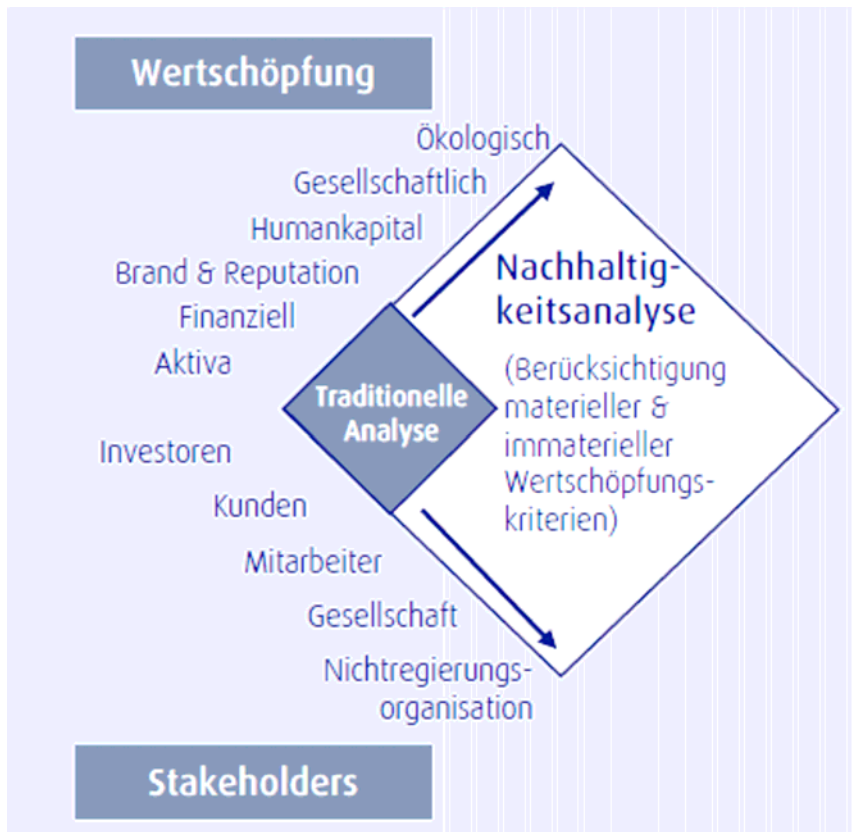 Wertschöpfung
Ökologisch
Gesellschaftlich
Humankapital
Brand & Reputation
Finanziell
Aktiva
Nachhaltig-
keitsanalyse
(Berücksichtigung
materieller &
immaterieller
Wertschöpfungs-
kriterien)
Traditionelle
Analyse
Investoren
Kunden
Mitarbeiter
Gesellschaft
Nichtregierungs-
organisation
Stakeholders